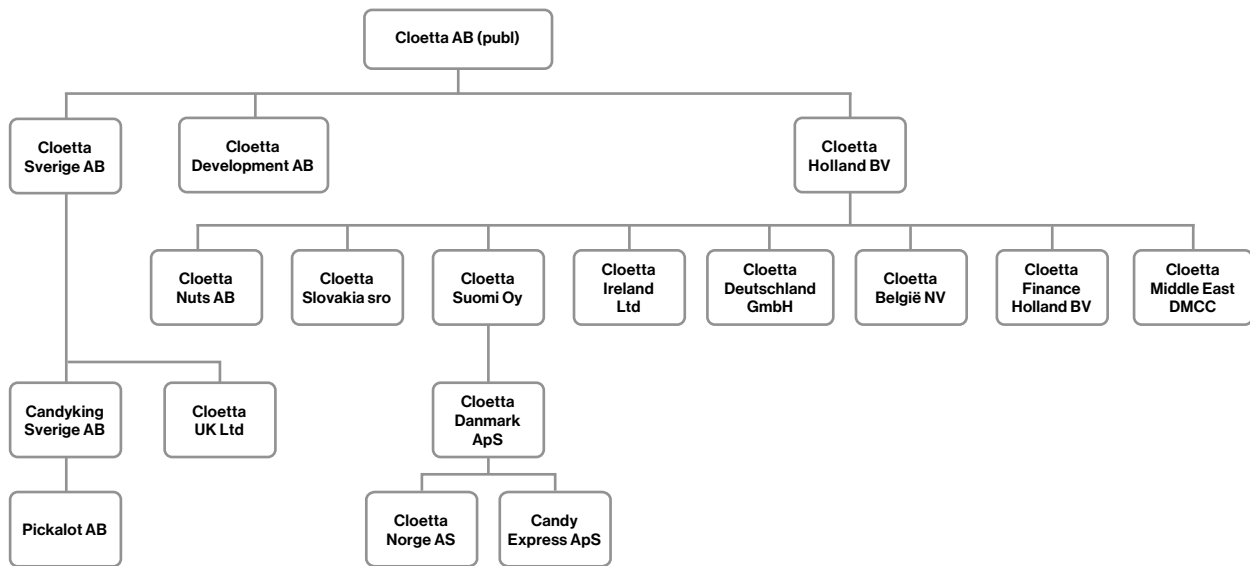 Cloetta AB (publ)
Cloetta
Sverige AB
Cloetta
Development AB
Cloetta
Holland BV
Cloetta
Nuts AB
Cloetta
Slovakia sro
Cloetta
Suomi Oy
Cloetta
Ireland
Ltd
Cloetta
Deutschland
GmbH
Cloetta
België NV
Cloetta
Finance
Holland BV
Cloetta
Middle East
DMCC
Candyking
Sverige AB
Cloetta
UK Ltd
Cloetta
Danmark
ApS
Pickalot AB
Cloetta
Norge AS
Candy
Express ApS